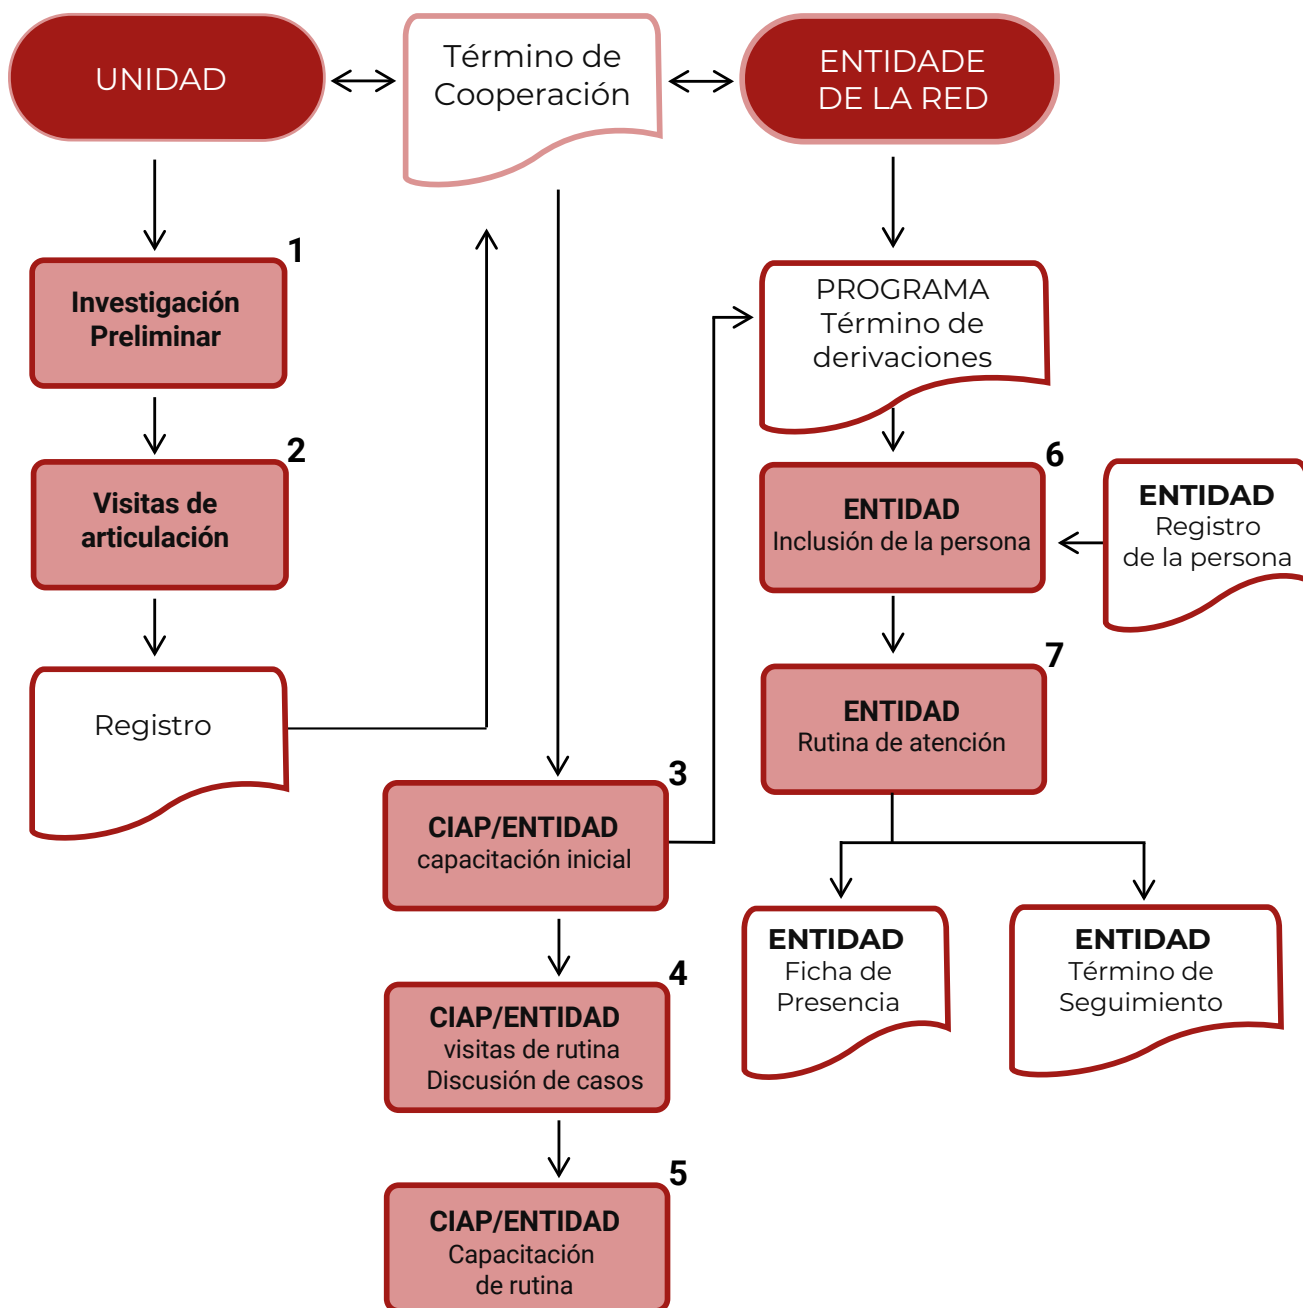 UNIDAD
Término de
Cooperación
ENTIDADE
DE LA RED
1
Investigación
Preliminar
2
Visitas de
articulación
Registro
3
CIAP/ENTIDAD
capacitación inicial
4
CIAP/ENTIDAD
visitas de rutina
Discusión de casos
5
CIAP/ENTIDAD
Capacitación
de rutina
PROGRAMA
Término de
derivaciones
6
ENTIDAD
Inclusión de la persona
ENTIDAD
Registro
de la persona
7
ENTIDAD
Rutina de atención
ENTIDAD
Ficha de
Presencia
ENTIDAD
Término de
Seguimiento